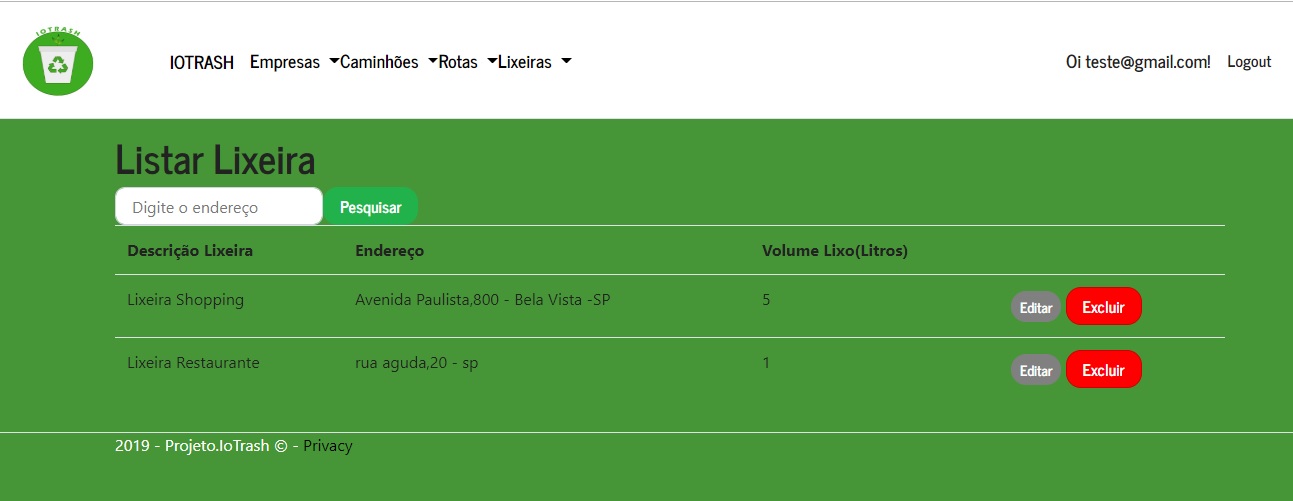 IOTRASH
IOTRASH Empresas Caminhões Rotas Lixeiras Oi teste@gmail.com! Logout
Listar Lixeira
Digite o endereço Pesquisar
Descrição Lixeira Endereço Volume Lixo(Litros)
Lixeira Shopping Avenida Paulista,800 - Bela Vista -SP 5 Editar Excluir
Lixeira Restaurante rua aguda,20 - sp 1 Editar Excluir
2019 - Projeto.IoTrash © - Privacy